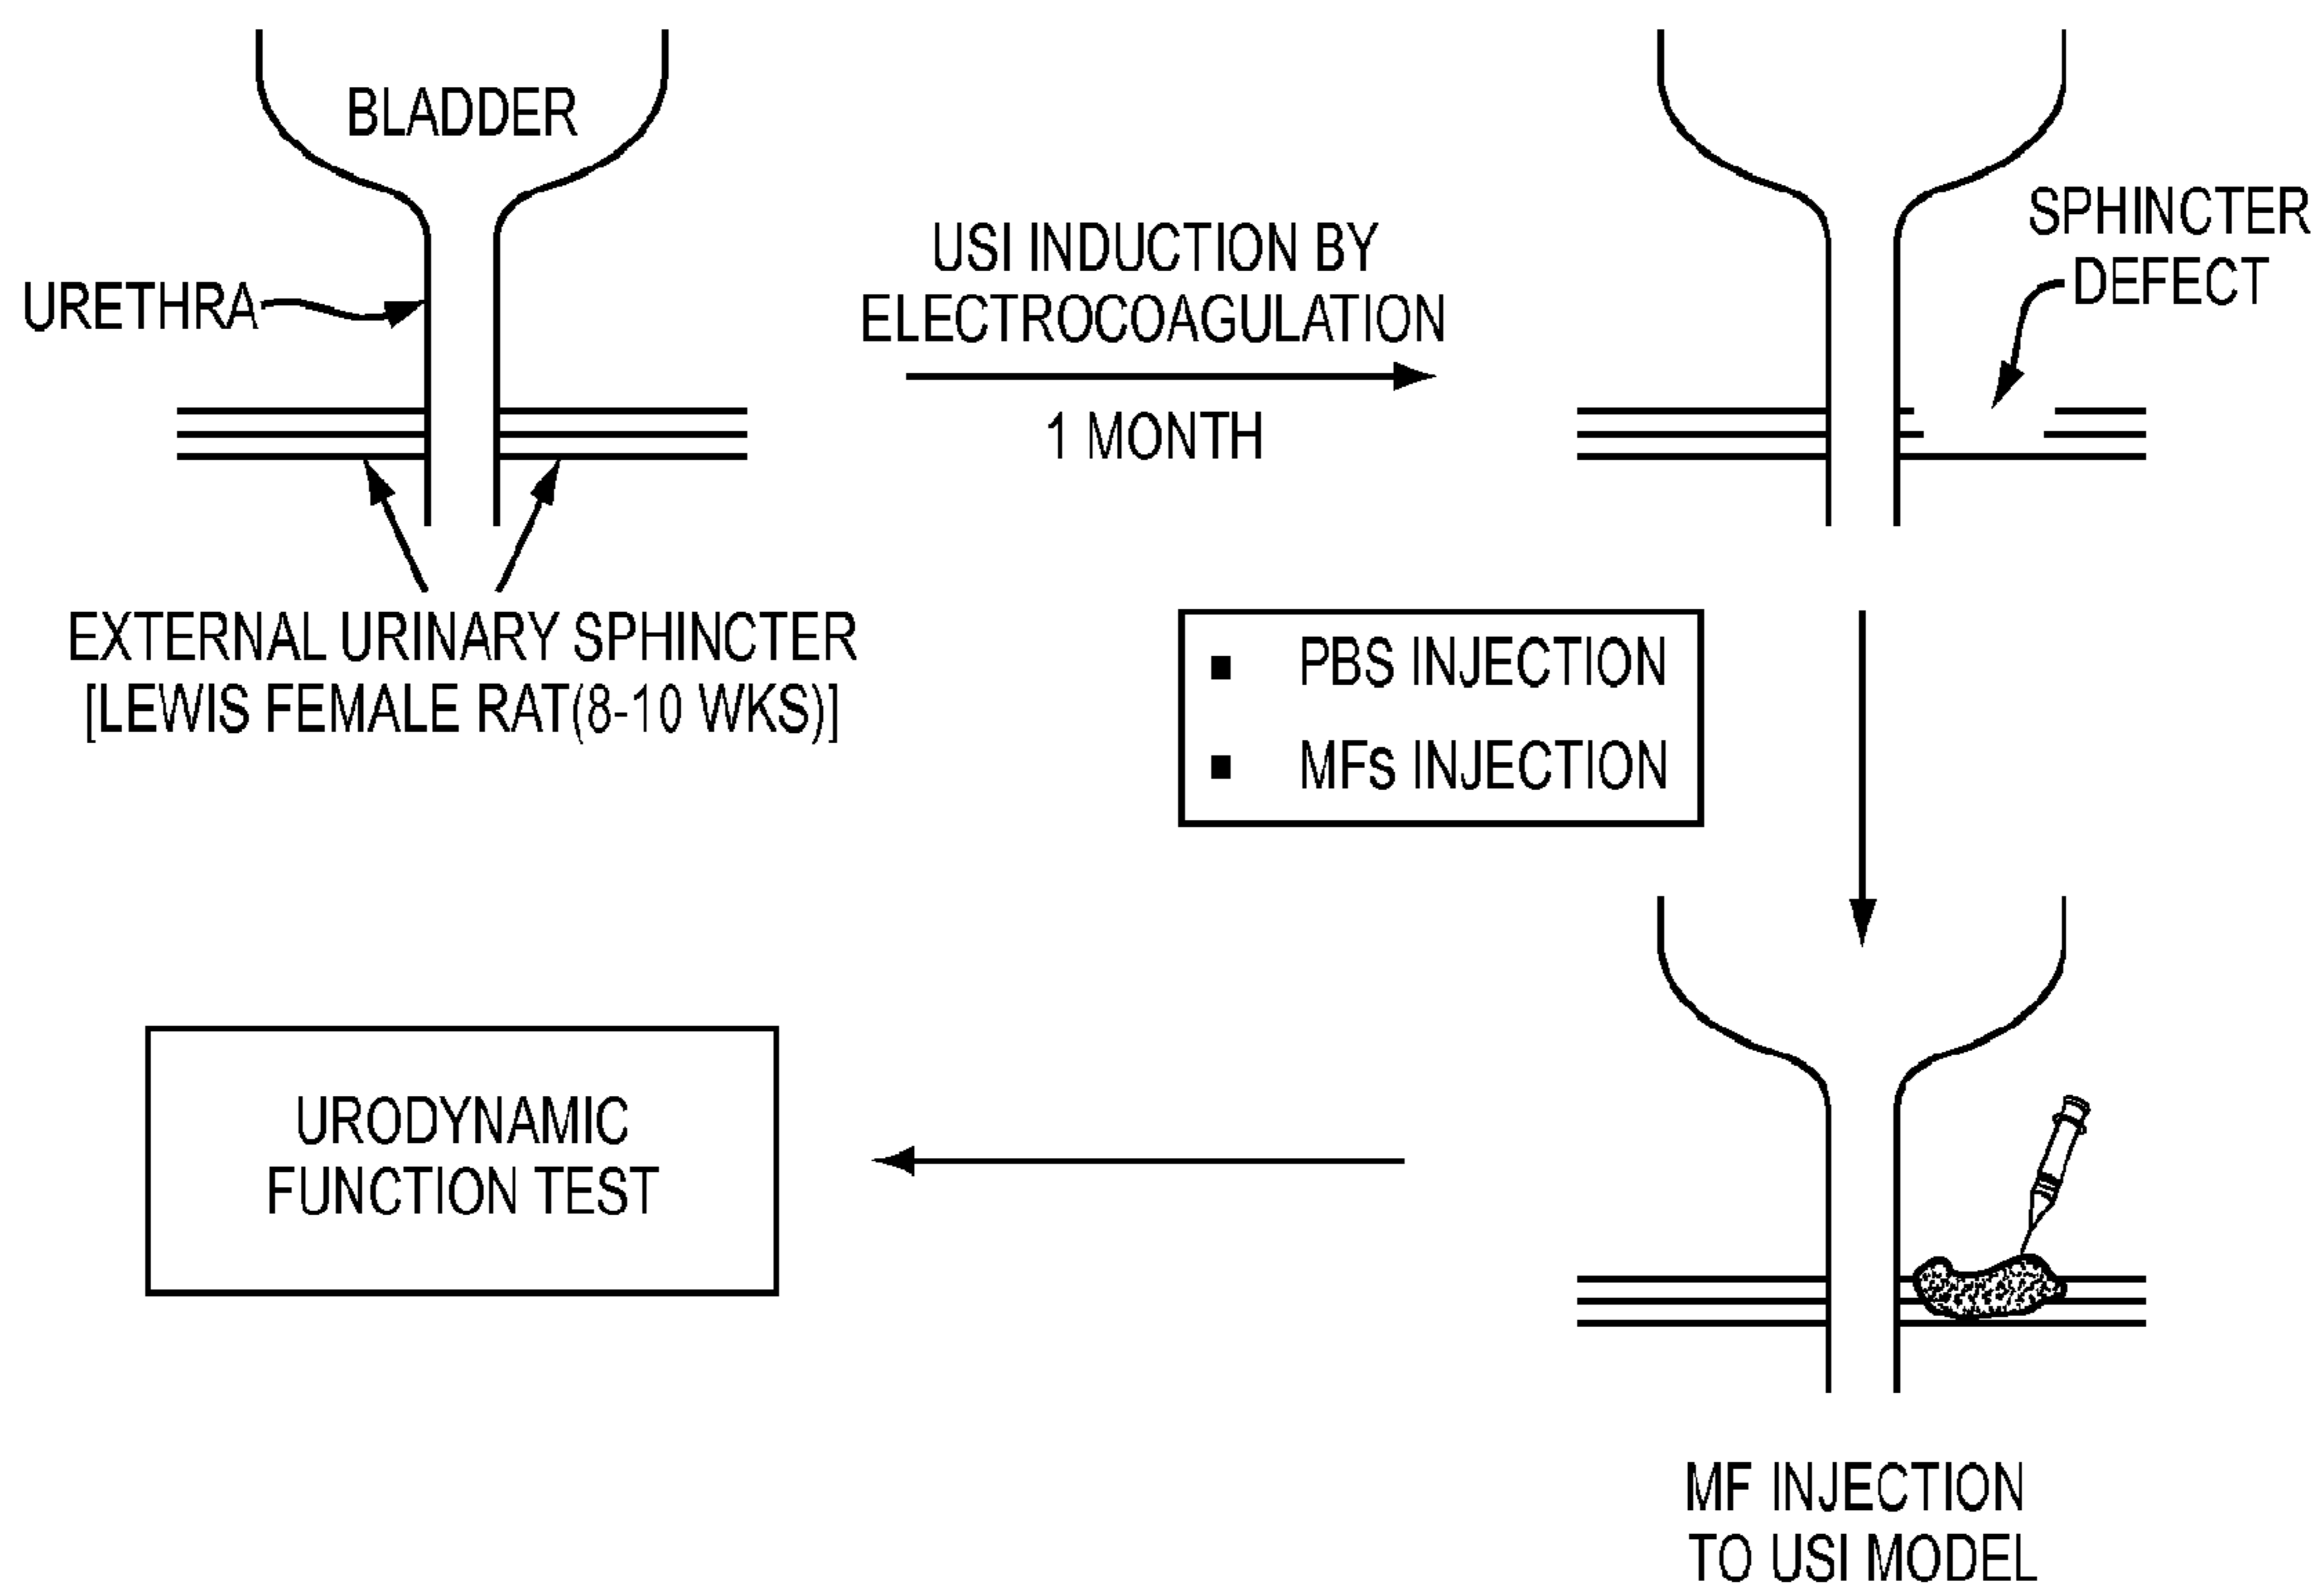 BLADDER
URETHRA
EXTERNAL URINARY SPHINCTER
[LEWIS FEMALE RAT(8-10 WKS)]
USI INDUCTION BY
ELECTROCOAGULATION
1 MONTH
SPHINCTER
DEFECT
▪ PBS INJECTION
▪ MFs INJECTION
MF INJECTION
TO USI MODEL
URODYNAMIC
FUNCTION TEST